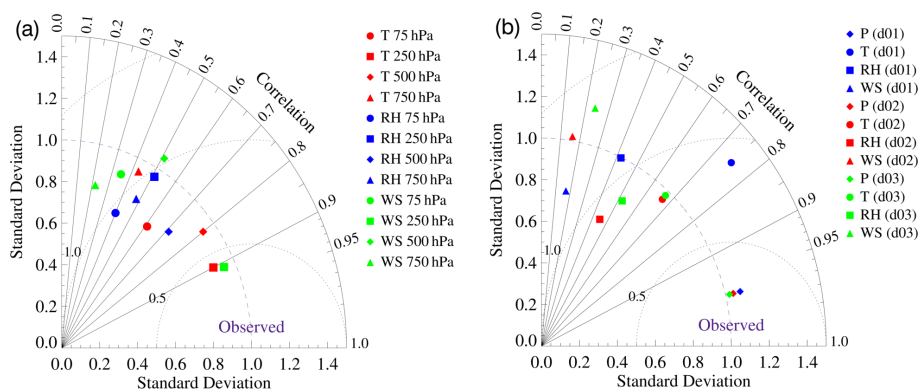 (a)
0.0
0.1
0.2
0.3
0.4
0.5
0.6
0.7
0.8
0.9
0.95
1.0
Correlation
1.4
1.2
1.0
0.8
0.6
0.4
0.2
0.0
Standard Deviation
1.0
0.5
Observed
0.0 0.2 0.4 0.6 0.8 1.0 1.2 1.4
Standard Deviation
T 75 hPa
T 250 hPa
T 500 hPa
T 750 hPa
RH 75 hPa
RH 250 hPa
RH 500 hPa
RH 750 hPa
WS 75 hPa
WS 250 hPa
WS 500 hPa
WS 750 hPa
(b)
0.0
0.1
0.2
0.3
0.4
0.5
0.6
0.7
0.8
0.9
0.95
1.0
Correlation
1.4
1.2
1.0
0.8
0.6
0.4
0.2
0.0
Standard Deviation
1.0
0.5
Observed
0.0 0.2 0.4 0.6 0.8 1.0 1.2 1.4
Standard Deviation
P (d01)
T (d01)
RH (d01)
WS (d01)
P (d02)
T (d02)
RH (d02)
WS (d02)
P (d03)
T (d03)
RH (d03)
WS (d03)